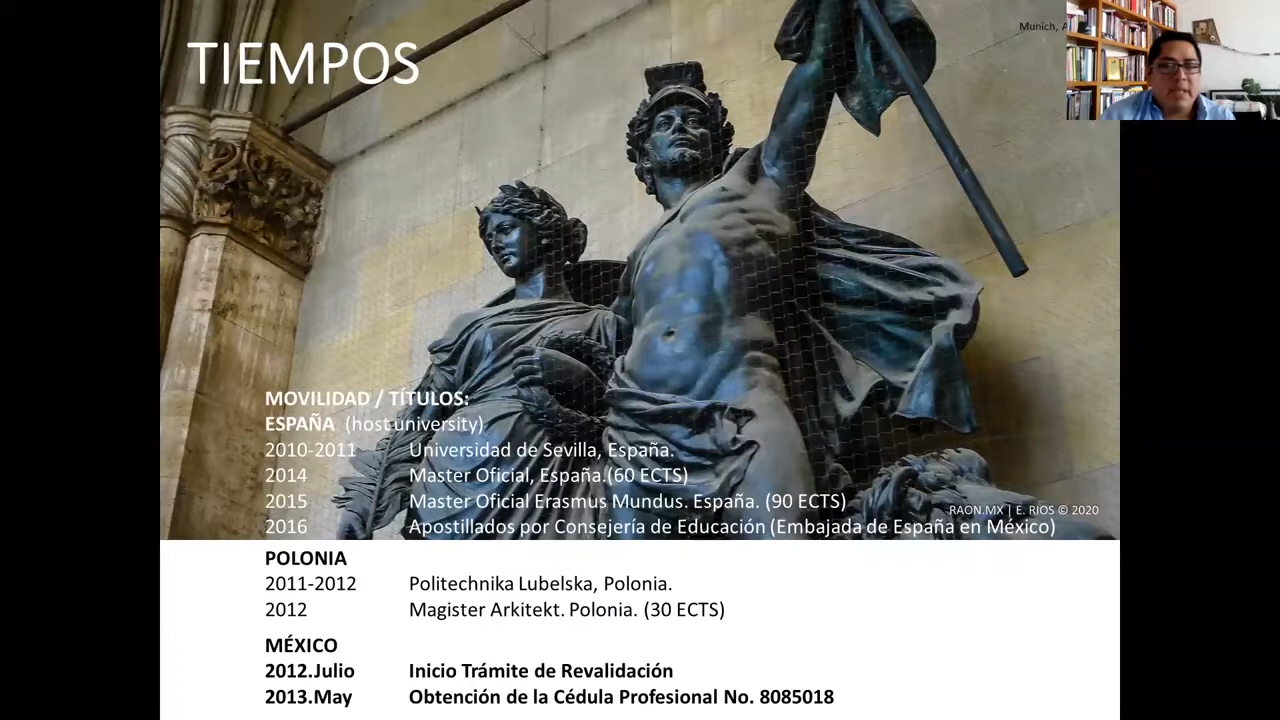 TIEMPOS
Munich, A
MOVILIDAD / TÍTULOS:
ESPAÑA (host university)
2010-2011 Universidad de Sevilla, España.
2014 Master Oficial, España.(60 ECTS)
2015 Master Oficial Erasmus Mundus. España. (90 ECTS)
RAON.MX | E. RIOS © 2020
2016 Apostillados por Consejería de Educación (Embajada de España en México)
POLONIA
2011-2012 Politechnika Lubelska, Polonia.
2012 Magister Arkitekt. Polonia. (30 ECTS)
MÉXICO
2012.Julio Inicio Trámite de Revalidación
2013.May Obtención de la Cédula Profesional No. 8085018